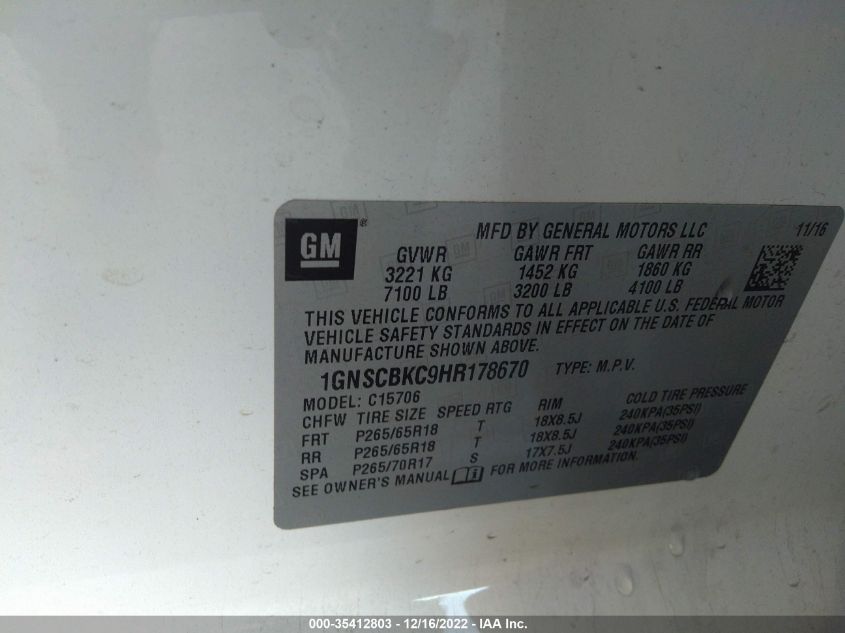 GM
MFD BY GENERAL MOTORS LLC 11/16
GVWR GAWR FRT GAWR RR
3221 KG 1452 KG 1860 KG
7100 LB 3200 LB 4100 LB
THIS VEHICLE CONFORMS TO ALL APPLICABLE U.S. FEDERAL MOTOR
VEHICLE SAFETY STANDARDS IN EFFECT ON THE DATE OF
MANUFACTURE SHOWN ABOVE.
1GNSCBKC9HR178670 TYPE: M.P.V.
MODEL: C15706
CHFW TIRE SIZE SPEED RTG RIM COLD TIRE PRESSURE
FRT P265/65R18 T 18X8.5J 240KPA(35PSI)
RR P265/65R18 T 18X8.5J 240KPA(35PSI)
SPA P265/70R17 S 17X7.5J 240KPA(35PSI)
SEE OWNER'S MANUAL FOR MORE INFORMATION.
000-35412803 - 12/16/2022 - IAA Inc.